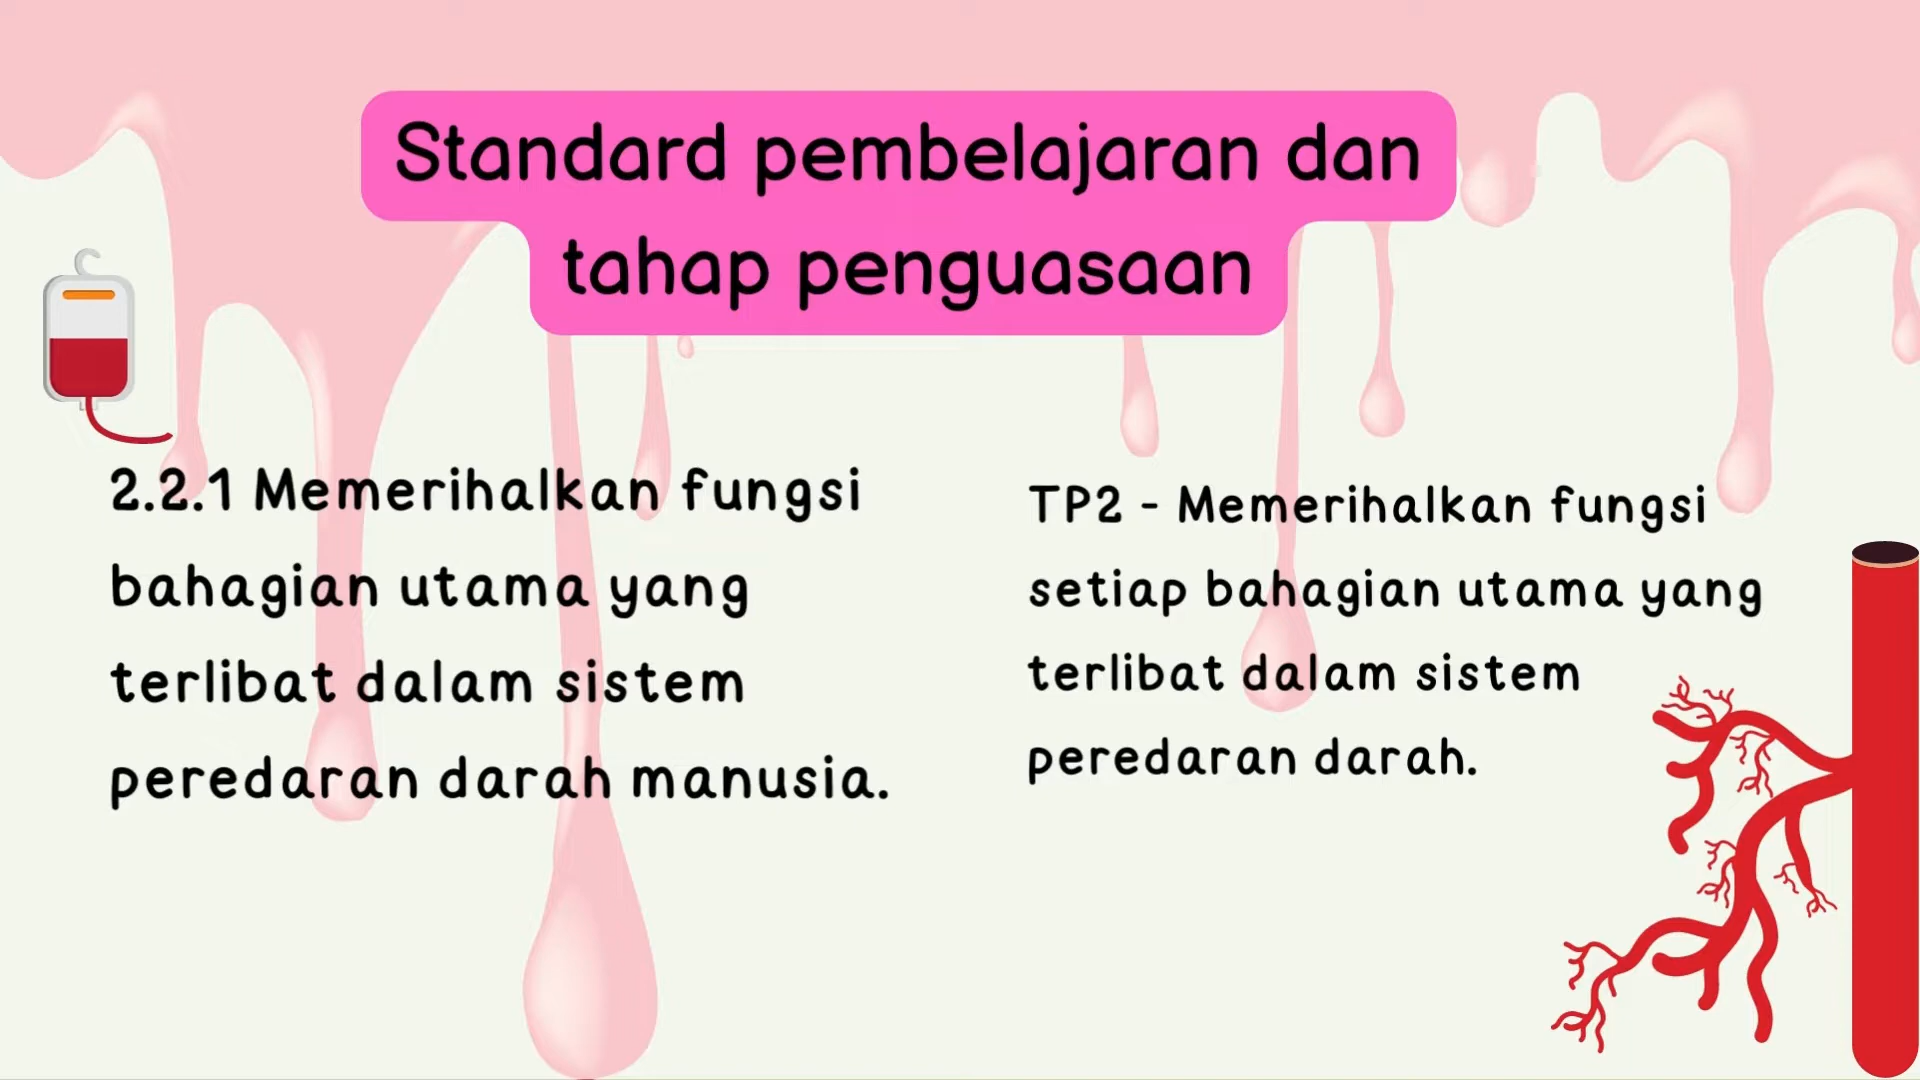 Standard pembelajaran dan
tahap penguasaan
2.2.1 Memerihalkan fungsi
bahagian utama yang
terlibat dalam sistem
peredaran darah manusia.
TP2 - Memerihalkan fungsi
setiap bahagian utama yang
terlibat dalam sistem
peredaran darah.